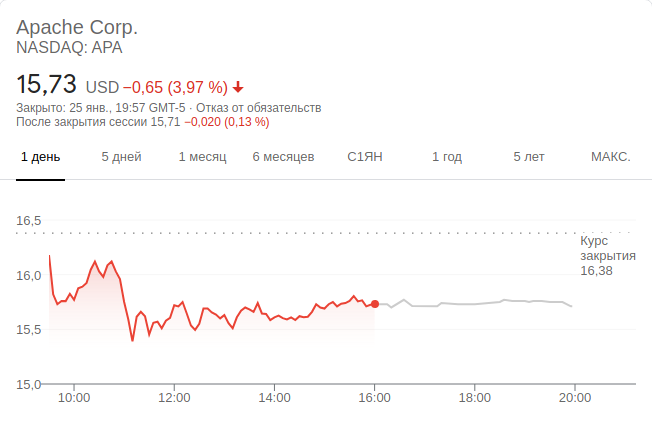 Apache Corp.
NASDAQ: APA
15,73 USD −0,65 (3,97 %)
Закрыто: 25 янв., 19:57 GMT-5 · Отказ от обязательств
После закрытия сессии 15,71 −0,020 (0,13 %)
1 день 5 дней 1 месяц 6 месяцев С1ЯН 1 год 5 лет МАКС.
16,5
Курс
закрытия
16,38
16,0
15,5
15,0
10:00 12:00 14:00 16:00 18:00 20:00